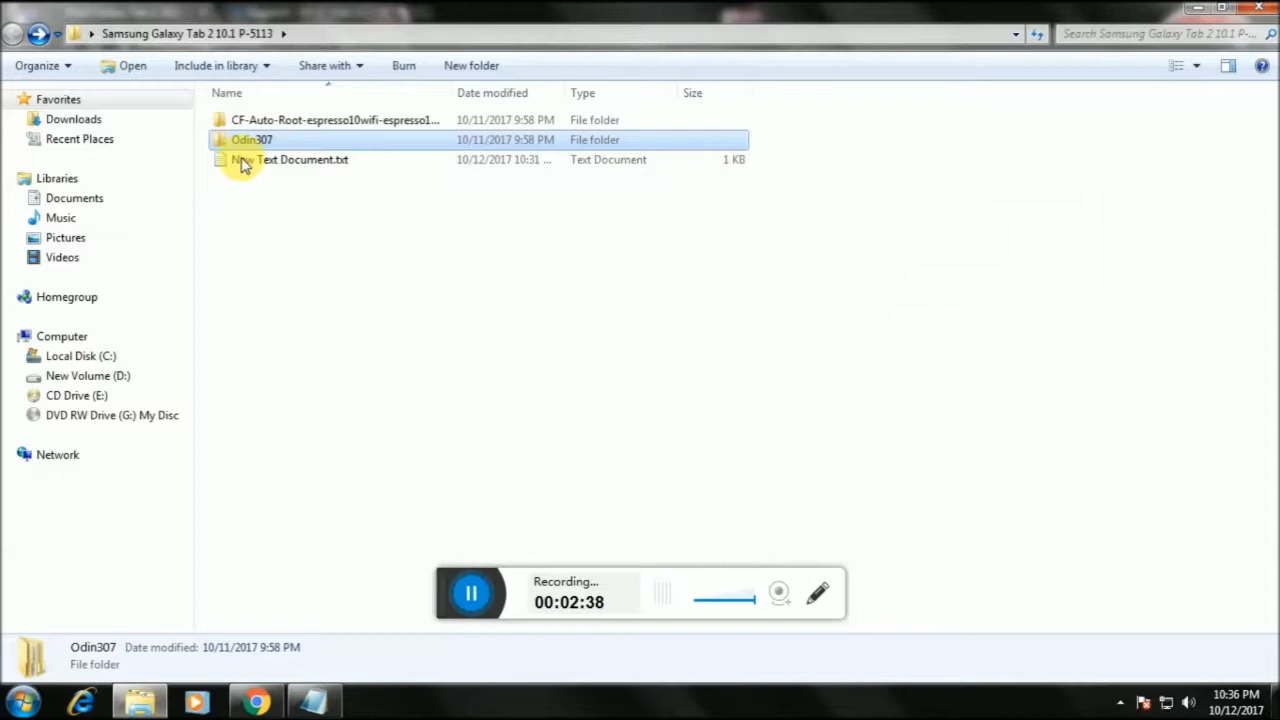 Samsung Galaxy Tab 2 10.1 P-5113
Search Samsung Galaxy Tab 2 10.1 P-...
Organize
Open
Include in library
Share with
Burn
New folder
Favorites
Downloads
Recent Places
Libraries
Documents
Music
Pictures
Videos
Homegroup
Computer
Local Disk (C:)
New Volume (D:)
CD Drive (E:)
DVD RW Drive (G:) My Disc
Network
Name Date modified Type Size
CF-Auto-Root-espresso10wifi-espresso1... 10/11/2017 9:58 PM File folder
Odin307 10/11/2017 9:58 PM File folder
New Text Document.txt 10/12/2017 10:31 ... Text Document 1 KB
Recording...
00:02:38
Odin307 Date modified: 10/11/2017 9:58 PM
File folder
10:36 PM
10/12/2017